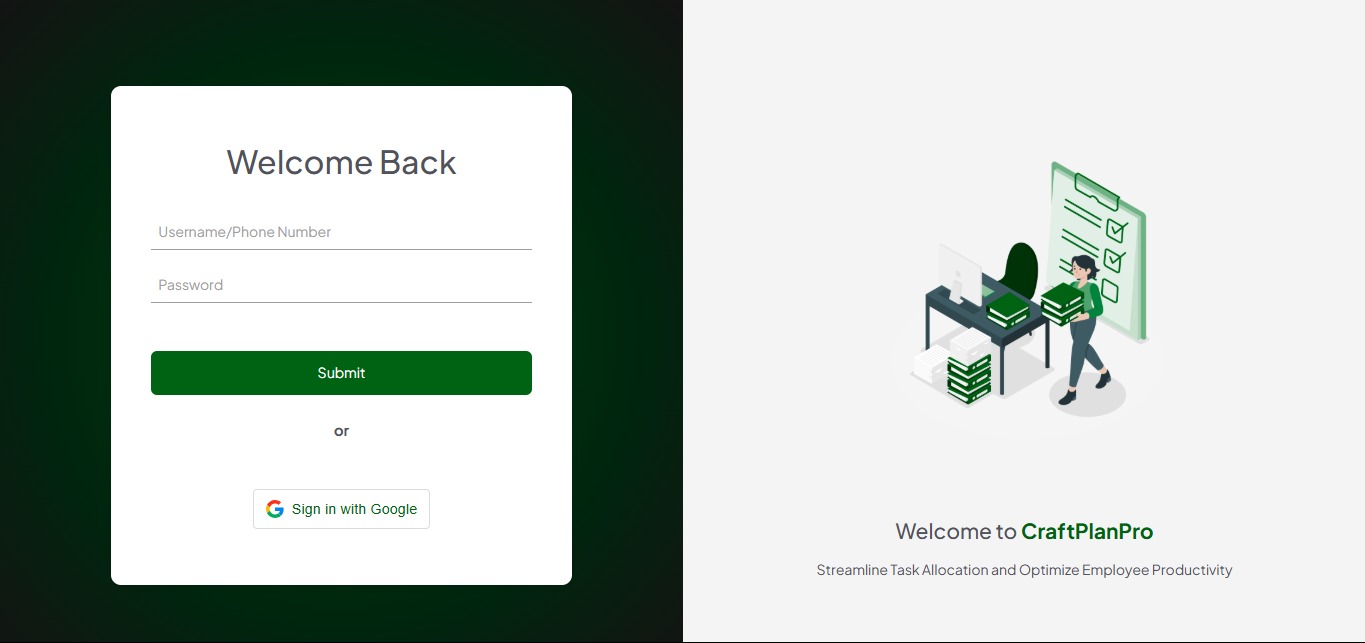 Welcome Back
Username/Phone Number
Password
Submit
or
Sign in with Google
Welcome to CraftPlanPro
Streamline Task Allocation and Optimize Employee Productivity